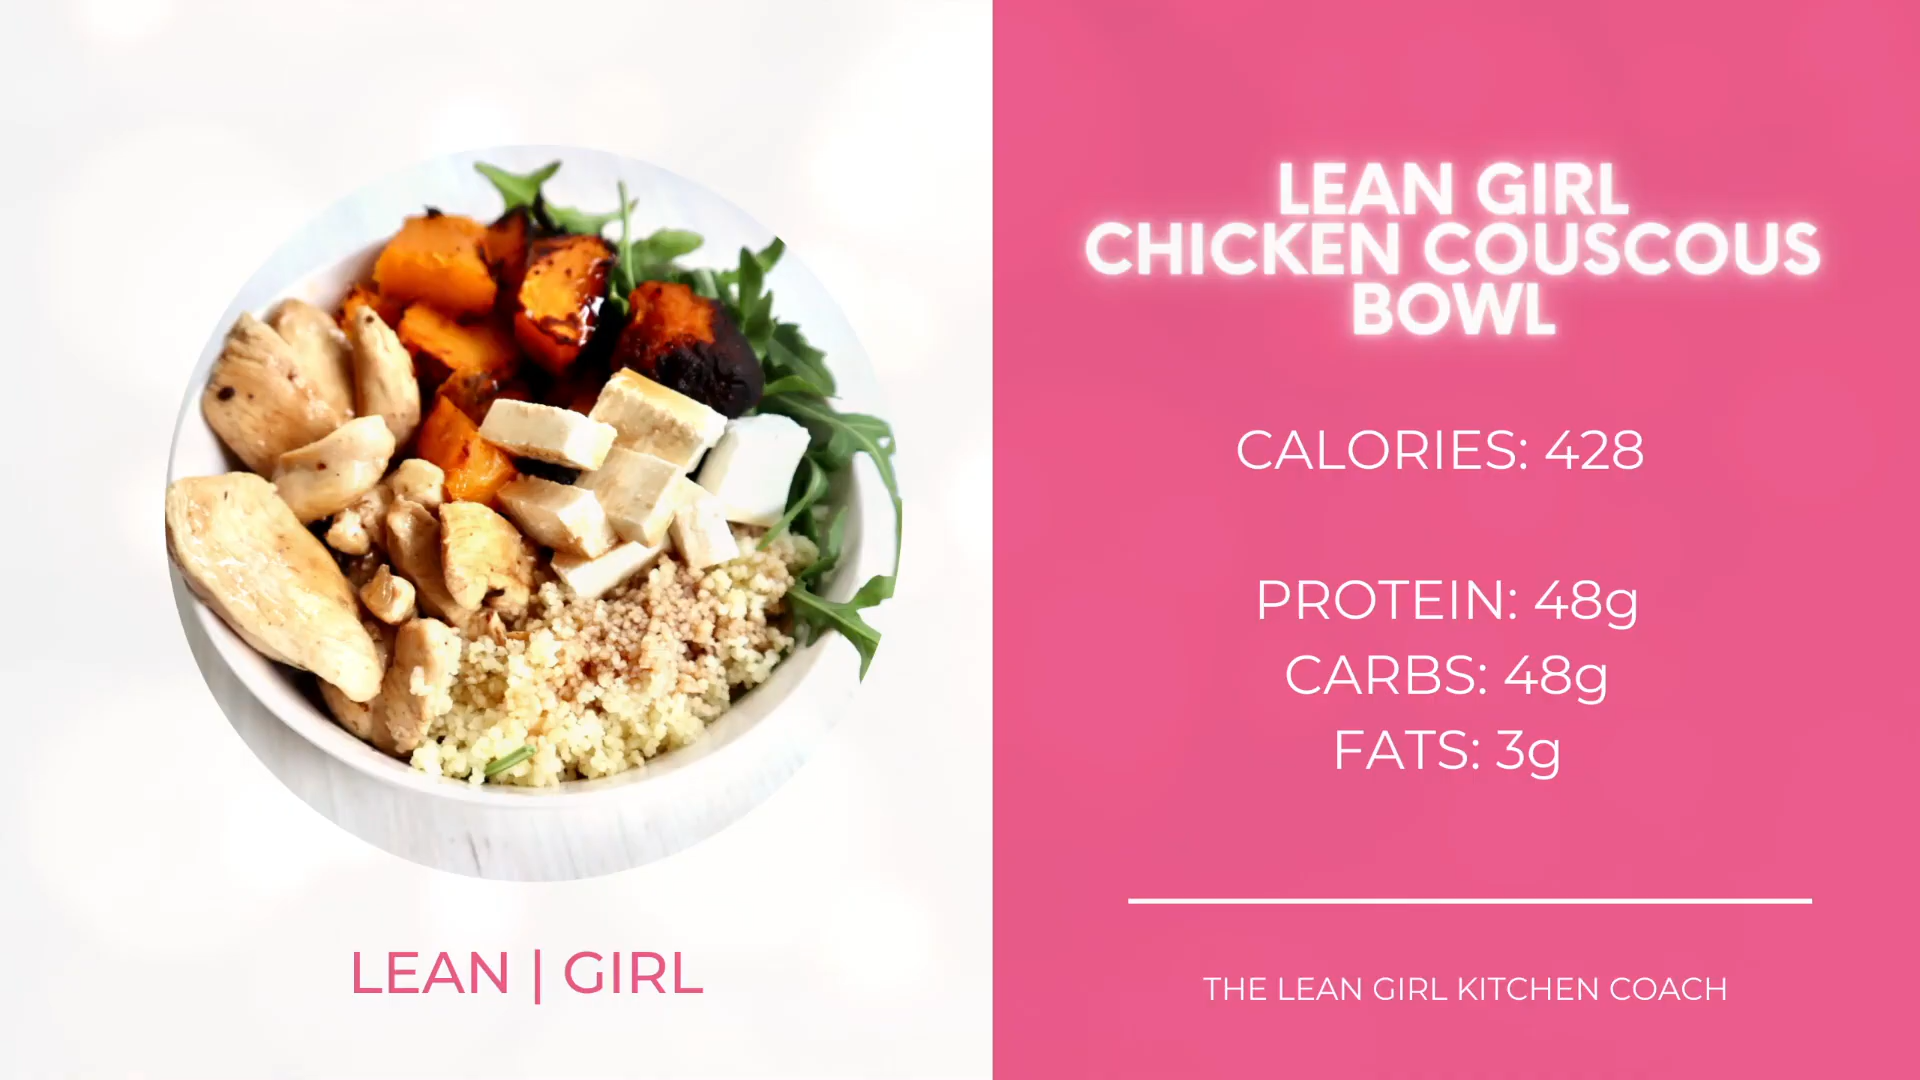 LEAN GIRL
CHICKEN COUSCOUS
BOWL
CALORIES: 428
PROTEIN: 48g
CARBS: 48g
FATS: 3g
THE LEAN GIRL KITCHEN COACH
LEAN | GIRL